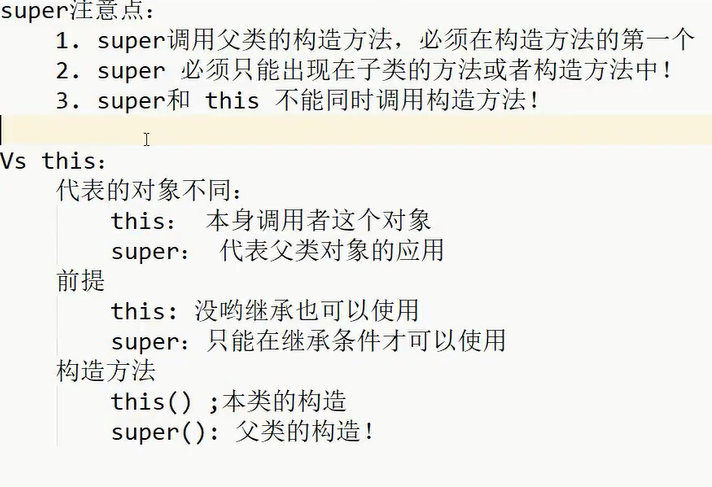 super注意点：
1. super调用父类的构造方法，必须在构造方法的第一个
2. super 必须只能出现在子类的方法或者构造方法中！
3. super和 this 不能同时调用构造方法！
Vs this：
代表的对象不同：
this： 本身调用者这个对象
super： 代表父类对象的应用
前提
this: 没哟继承也可以使用
super：只能在继承条件才可以使用
构造方法
this() ;本类的构造
super(): 父类的构造！